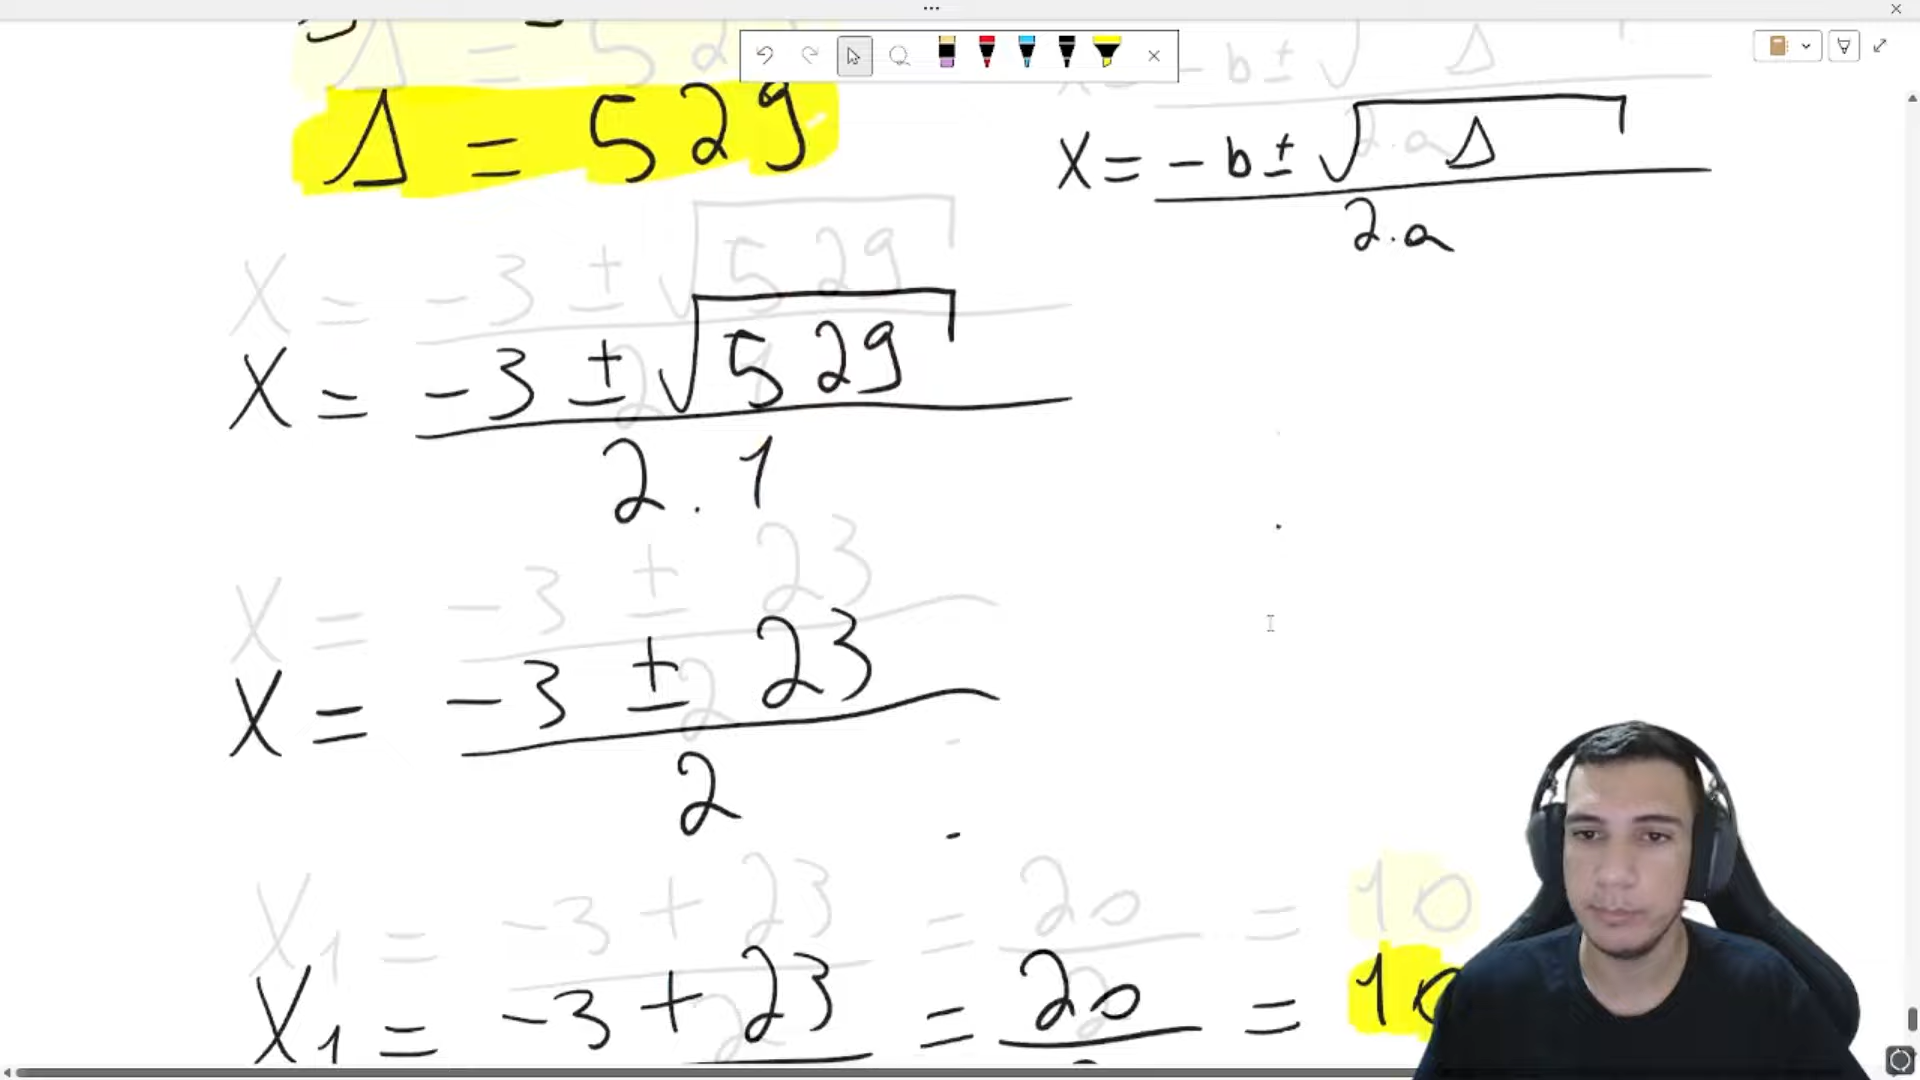 Δ = 529
X = -b ± √Δ
2.a
X = -3 ± √529
2 . 1
X = -3 ± 23
2
X1 = -3 + 23 = 20 = 10